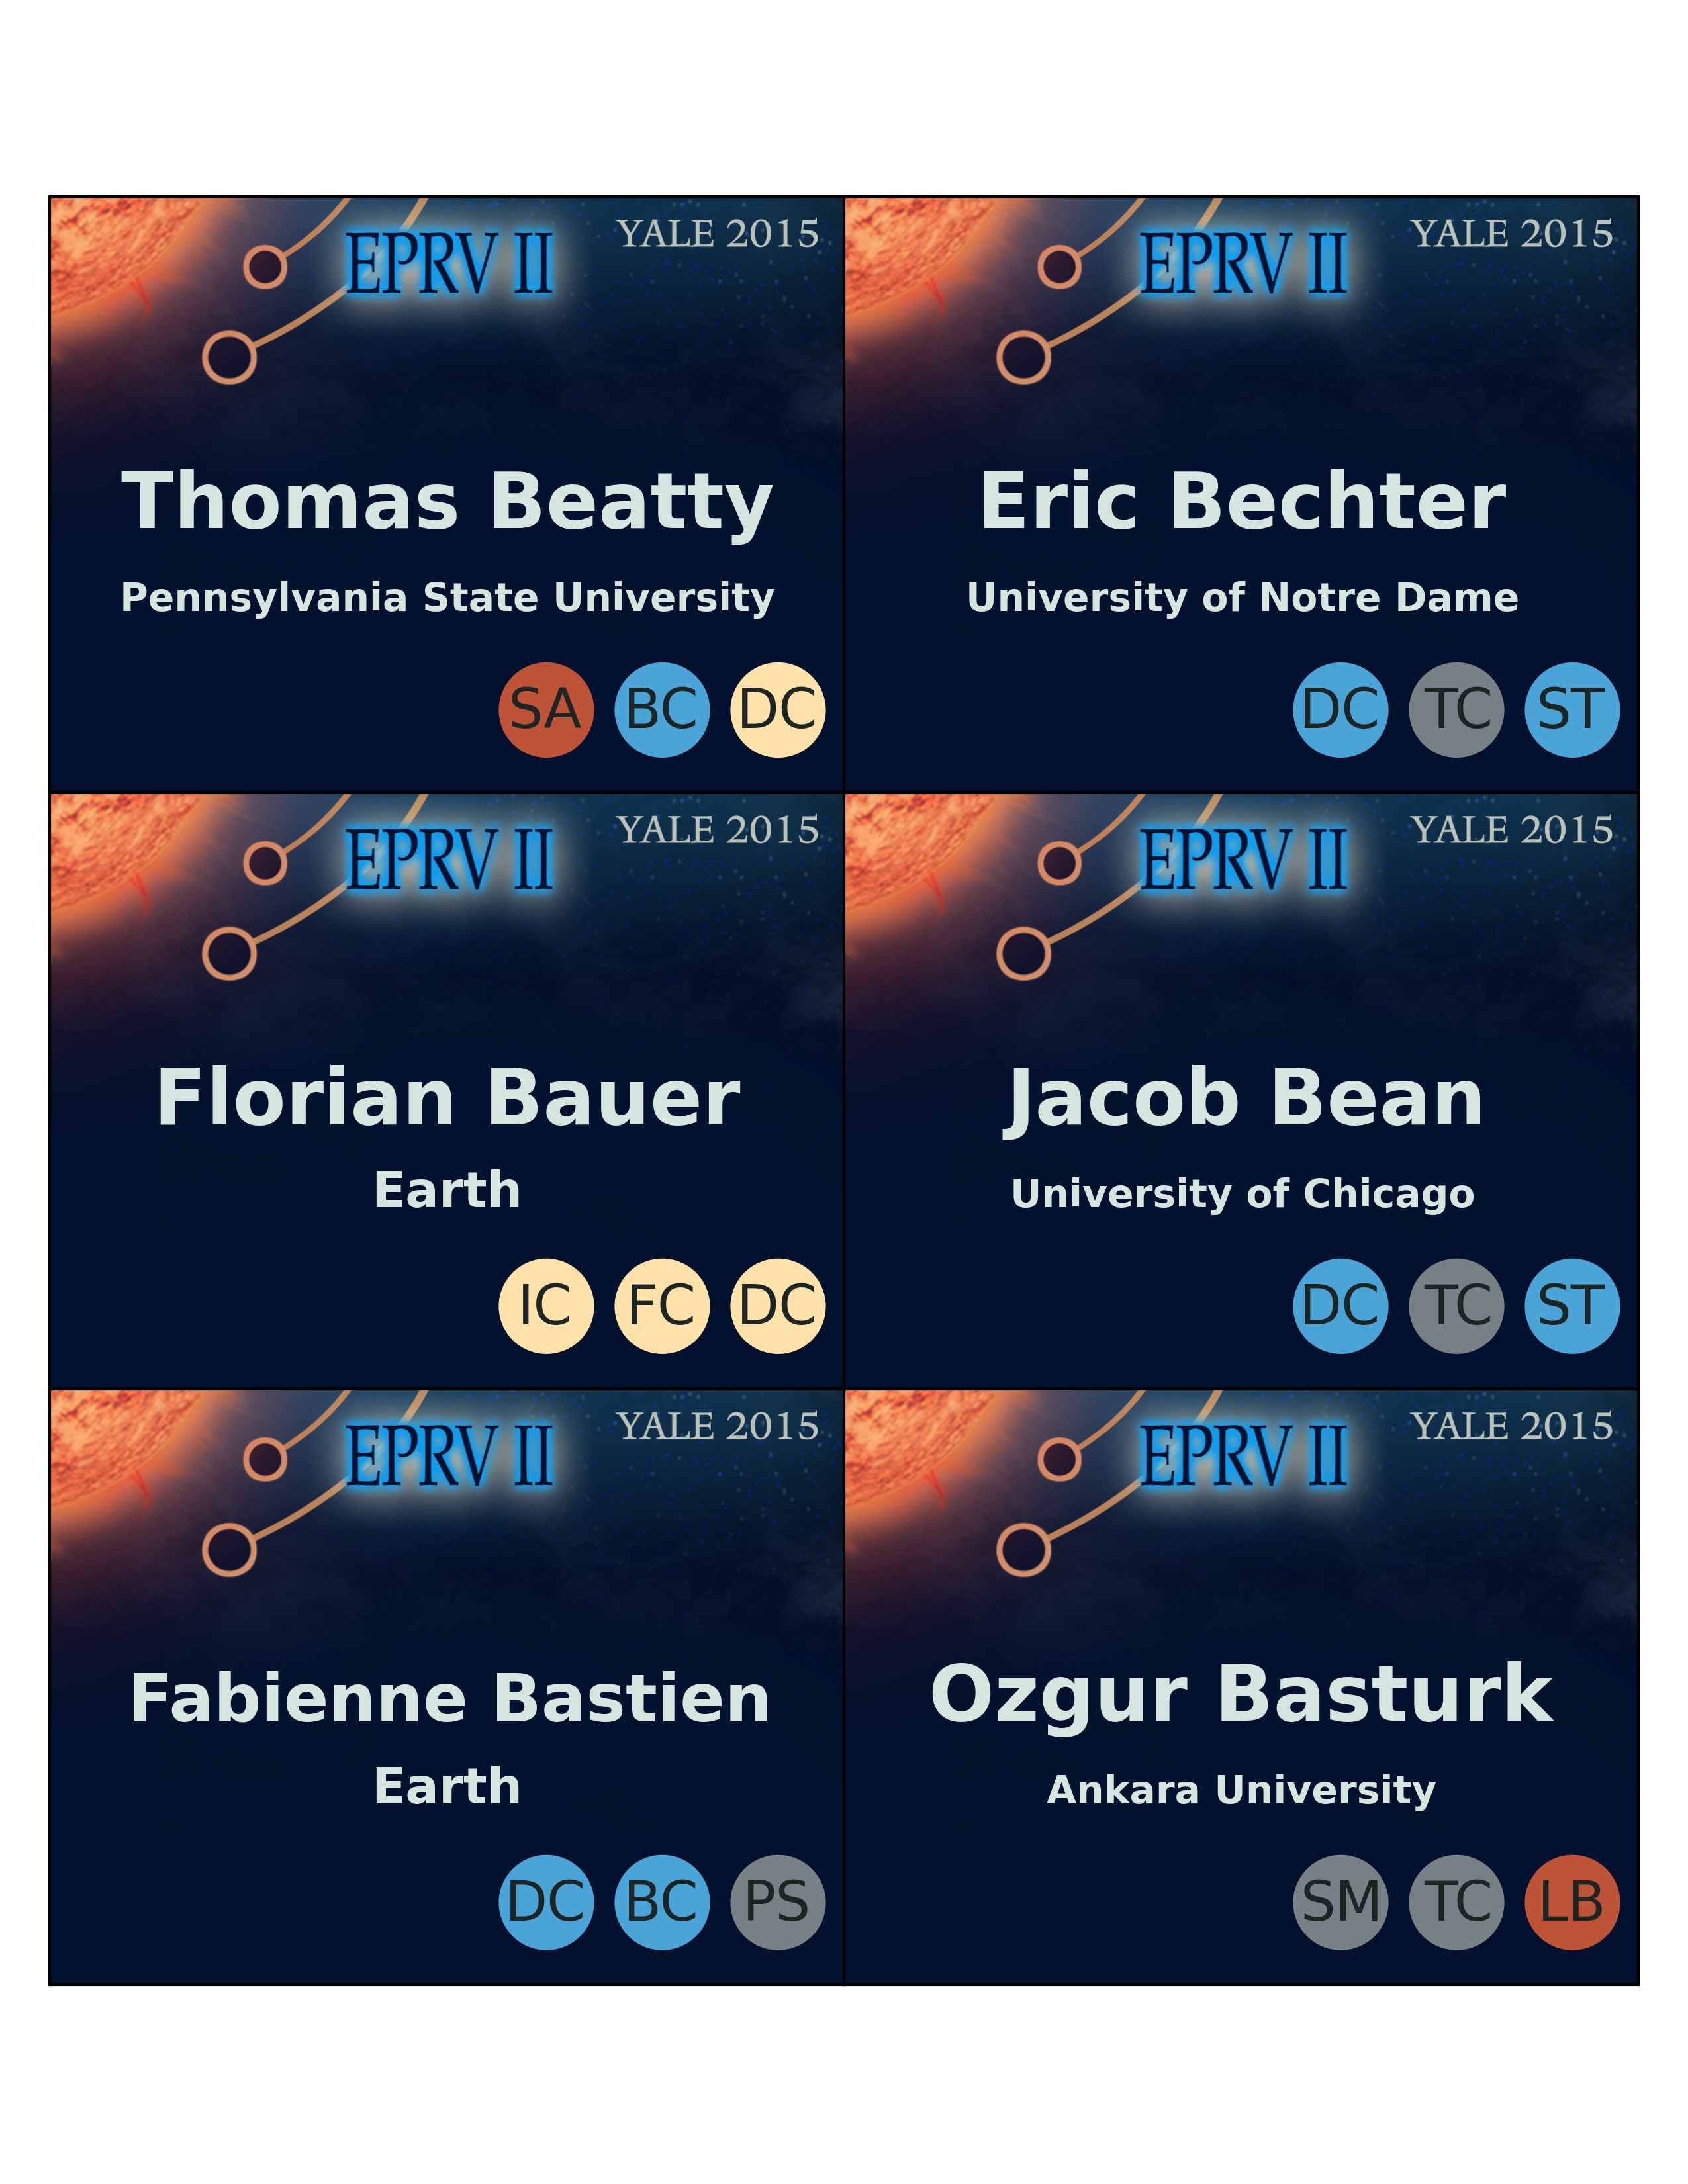 EPRV II
YALE 2015
Thomas Beatty
Pennsylvania State University
SA BC DC
EPRV II
YALE 2015
Eric Bechter
University of Notre Dame
DC TC ST
EPRV II
YALE 2015
Florian Bauer
Earth
IC FC DC
EPRV II
YALE 2015
Jacob Bean
University of Chicago
DC TC ST
EPRV II
YALE 2015
Fabienne Bastien
Earth
DC BC PS
EPRV II
YALE 2015
Ozgur Basturk
Ankara University
SM TC LB